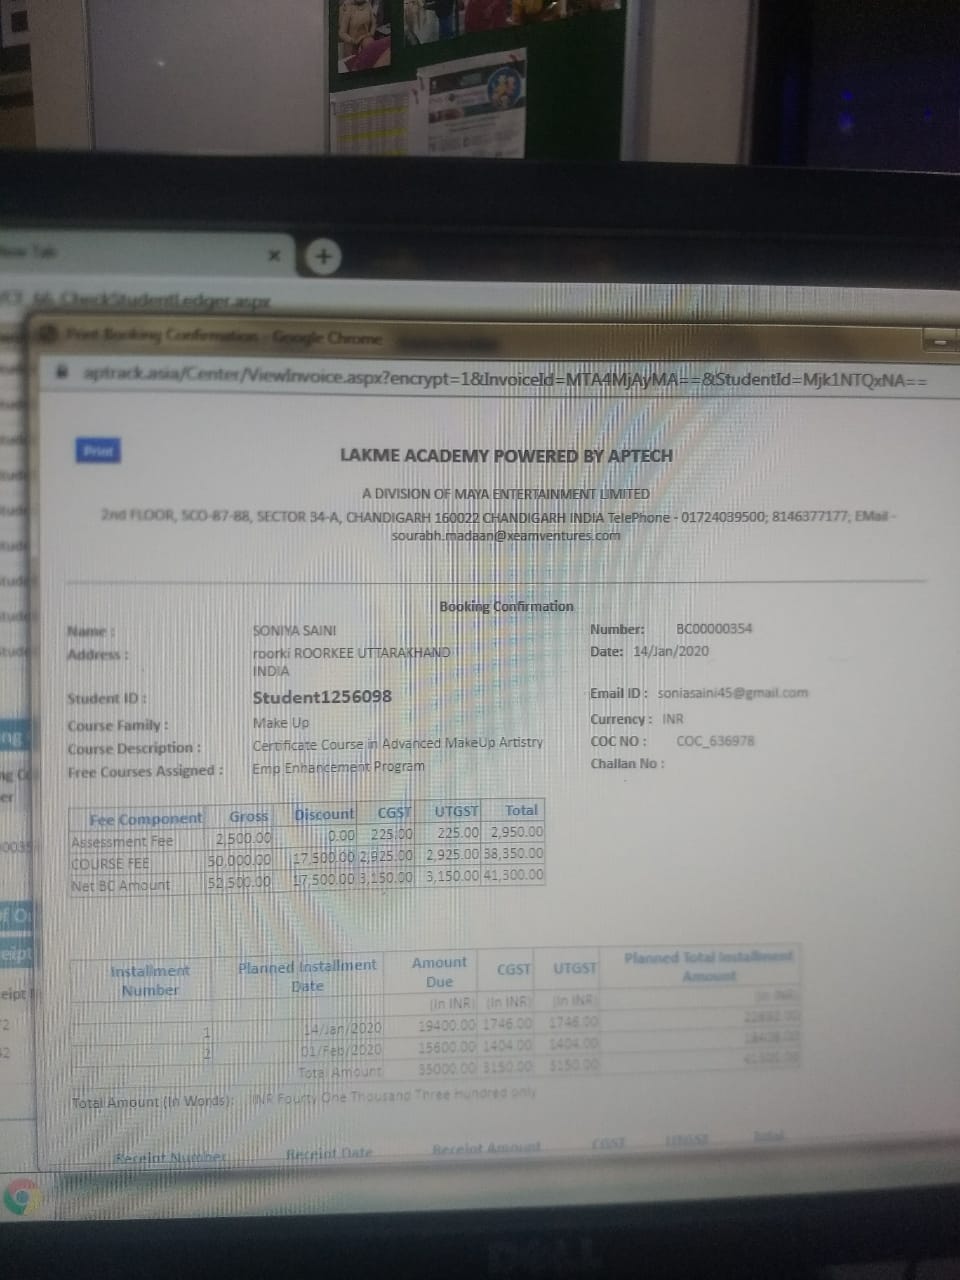 CheckStudentLedger.aspx
Print Booking Confirmation - Google Chrome
aptrack.asia/Center/ViewInvoice.aspx?encrypt=1&InvoiceId=MTA4MjAyMA==&StudentId=Mjk1NTQxNA==
Print
LAKME ACADEMY POWERED BY APTECH
A DIVISION OF MAYA ENTERTAINMENT LIMITED
2nd FLOOR, SCO-87-88, SECTOR 34-A, CHANDIGARH 160022 CHANDIGARH INDIA TelePhone - 01724039500; 8146377177; EMail -
sourabh.madaan@xeamventures.com
Booking Confirmation
Name : SONIYA SAINI Number: BC00000354
Address : roorki ROORKEE UTTARAKHAND Date: 14/Jan/2020
INDIA
Student ID : Student1256098 Email ID : soniasaini45@gmail.com
Course Family : Make Up Currency : INR
Course Description : Certificate Course in Advanced MakeUp Artistry COC NO : COC_636978
Free Courses Assigned : Emp Enhancement Program Challan No :
Fee Component Gross Discount CGST UTGST Total
Assessment Fee 2,500.00 0.00 225.00 225.00 2,950.00
COURSE FEE 50,000.00 17,500.00 2,925.00 2,925.00 38,350.00
Net BC Amount 52,500.00 17,500.00 3,150.00 3,150.00 41,300.00
Installment Number Planned Installment Date Amount Due CGST UTGST Planned Total Installment Amount
(In INR) (In INR) (In INR) (In INR)
1 14/Jan/2020 19400.00 1746.00 1746.00
2 01/Feb/2020 15600.00 1404.00 1404.00
Total Amount 35000.00 3150.00 3150.00
Total Amount (In Words): INR Fourty One Thousand Three Hundred only
Receipt Number Receipt Date Receipt Amount CGST UTGST Total
DELL